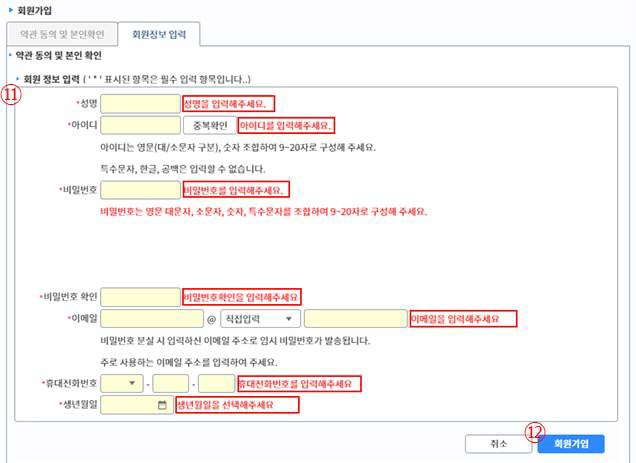 회원가입
약관 동의 및 본인확인 회원정보 입력
약관 동의 및 본인 확인
회원 정보 입력 ( ' * ' 표시된 항목은 필수 입력 항목입니다..)
⑪
*성명 성명을 입력해주세요.
*아이디 중복확인 아이디를 입력해주세요.
아이디는 영문(대/소문자 구분), 숫자 조합하여 9~20자로 구성해 주세요.
특수문자, 한글, 공백은 입력할 수 없습니다.
*비밀번호 비밀번호를 입력해주세요.
비밀번호는 영문 대문자, 소문자, 숫자, 특수문자를 조합하여 9~20자로 구성해 주세요.
*비밀번호 확인 비밀번호확인을 입력해주세요
*이메일 @ 직접입력 이메일을 입력해주세요
비밀번호 분실 시 입력하신 이메일 주소로 임시 비밀번호가 발송됩니다.
주로 사용하는 이메일 주소를 입력하여 주세요.
*휴대전화번호 - - 휴대전화번호를 입력해주세요
*생년월일 생년월일을 선택해주세요
⑫
취소 회원가입